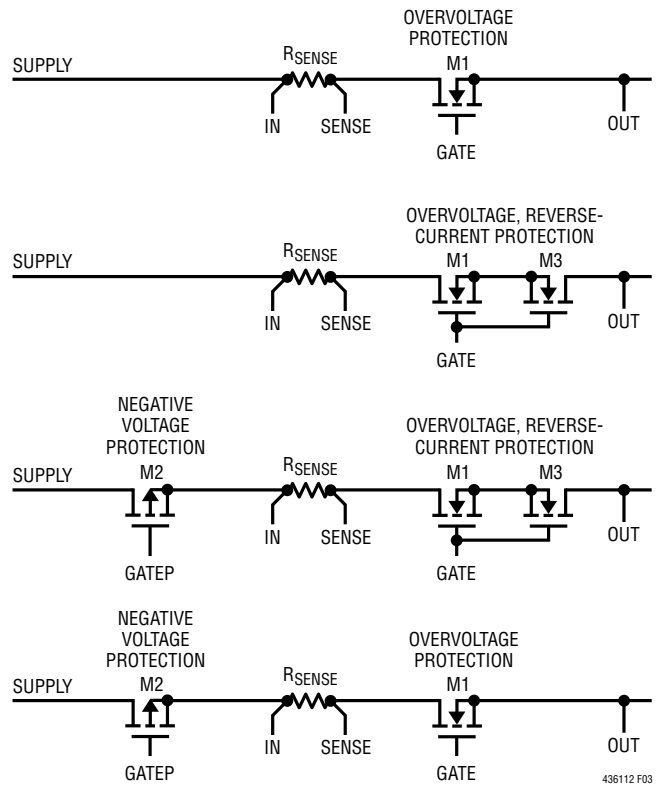 OVERVOLTAGE
PROTECTION
SUPPLY
RSENSE
M1
IN
SENSE
GATE
OUT
OVERVOLTAGE, REVERSE-
CURRENT PROTECTION
SUPPLY
RSENSE
M1
M3
IN
SENSE
GATE
OUT
NEGATIVE
VOLTAGE
PROTECTION
OVERVOLTAGE, REVERSE-
CURRENT PROTECTION
SUPPLY
M2
RSENSE
M1
M3
IN
SENSE
OUT
GATEP
GATE
NEGATIVE
VOLTAGE
PROTECTION
OVERVOLTAGE
PROTECTION
SUPPLY
M2
RSENSE
M1
IN
SENSE
OUT
GATEP
GATE
436112 F03